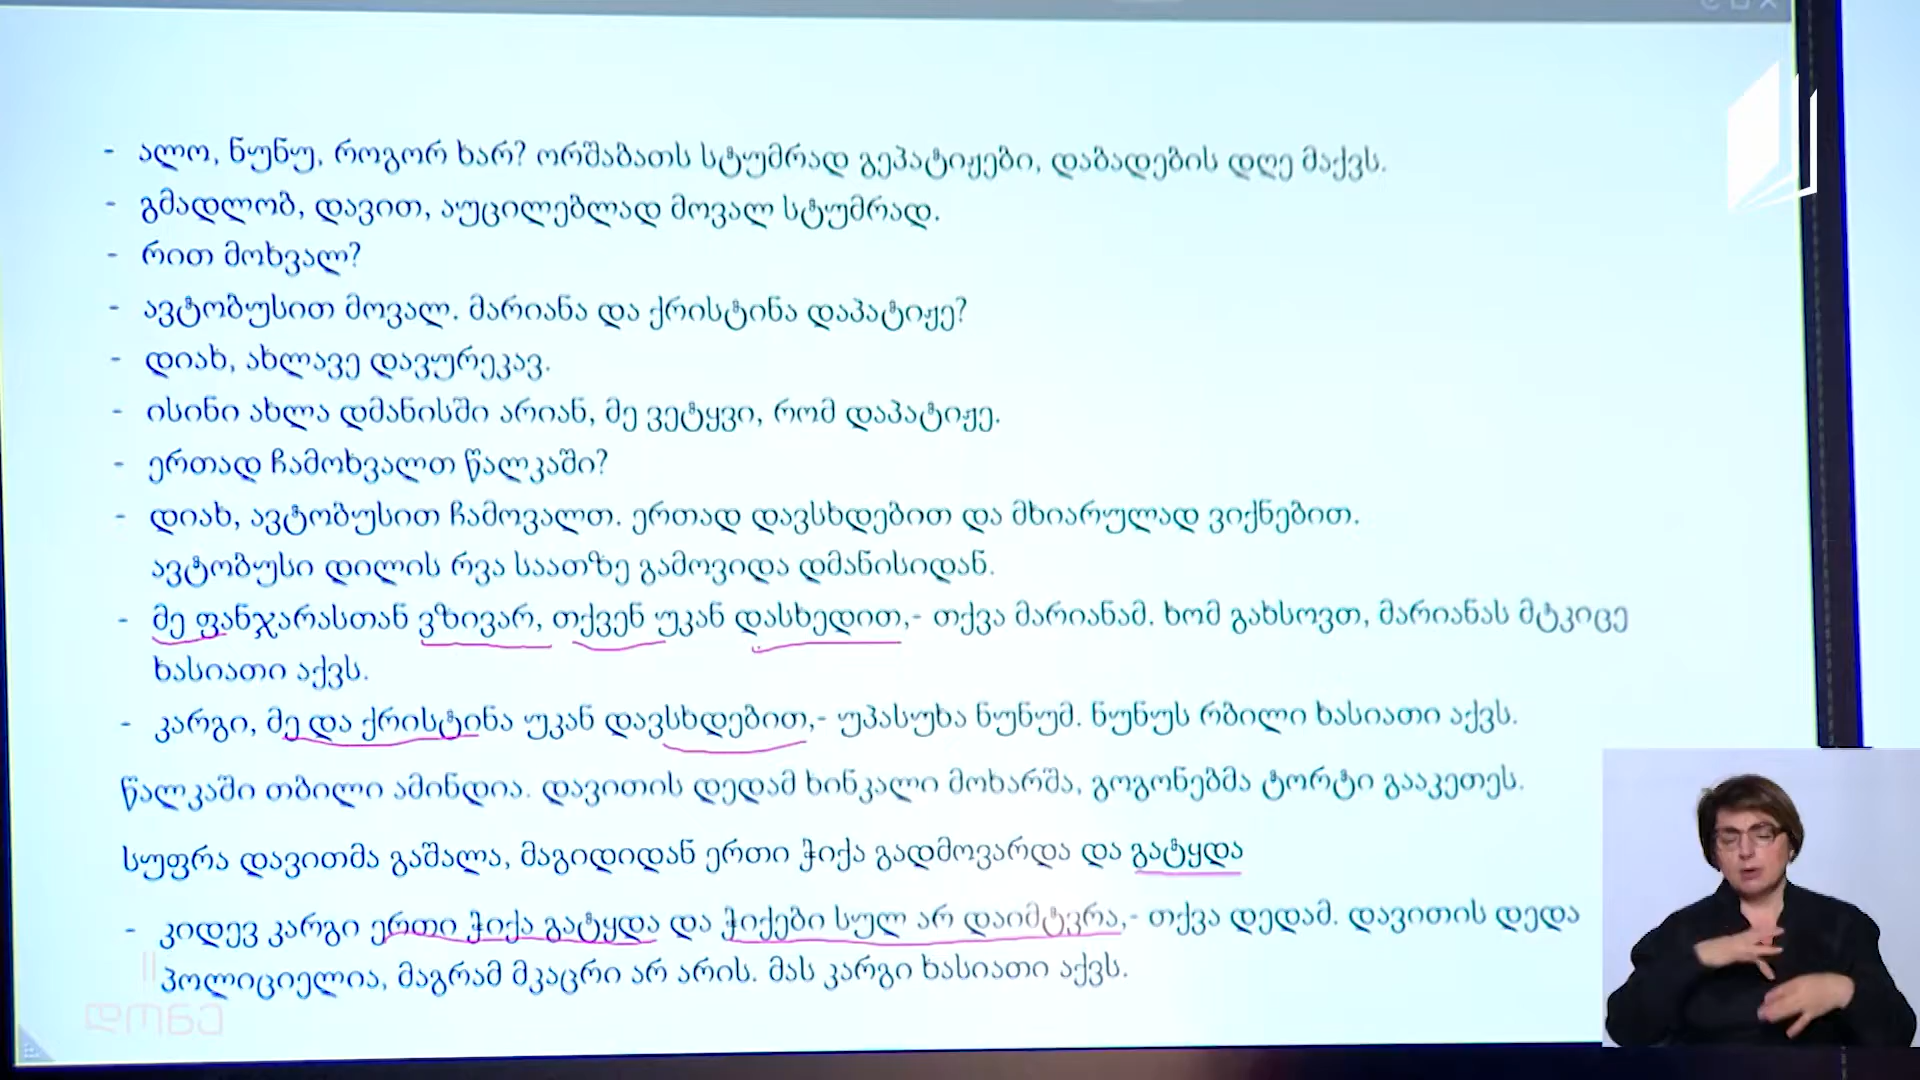 - ალო, ნუნუ, როგორ ხარ? ორშაბათს სტუმრად გეპატიჟები, დაბადების დღე მაქვს.
- გმადლობ, დავით, აუცილებლად მოვალ სტუმრად.
- რით მოხვალ?
- ავტობუსით მოვალ. მარიანა და ქრისტინა დაპატიჟე?
- დიახ, ახლავე დავურეკავ.
- ისინი ახლა დმანისში არიან, მე ვეტყვი, რომ დაპატიჟე.
- ერთად ჩამოხვალთ წალკაში?
- დიახ, ავტობუსით ჩამოვალთ. ერთად დავსხდებით და მხიარულად ვიქნებით.
ავტობუსი დილის რვა საათზე გამოვიდა დმანისიდან.
- მე ფანჯარასთან ვზივარ, თქვენ უკან დასხედით,- თქვა მარიანამ. ხომ გახსოვთ, მარიანას მტკიცე
ხასიათი აქვს.
- კარგი, მე და ქრისტინა უკან დავსხდებით,- უპასუხა ნუნუმ. ნუნუს რბილი ხასიათი აქვს.
წალკაში თბილი ამინდია. დავითის დედამ ხინკალი მოხარშა, გოგონებმა ტორტი გააკეთეს.
სუფრა დავითმა გაშალა, მაგიდიდან ერთი ჭიქა გადმოვარდა და გატყდა
- კიდევ კარგი ერთი ჭიქა გატყდა და ჭიქები სულ არ დაიმტვრა,- თქვა დედამ. დავითის დედა
პოლიციელია, მაგრამ მკაცრი არ არის. მას კარგი ხასიათი აქვს.
II
დონე